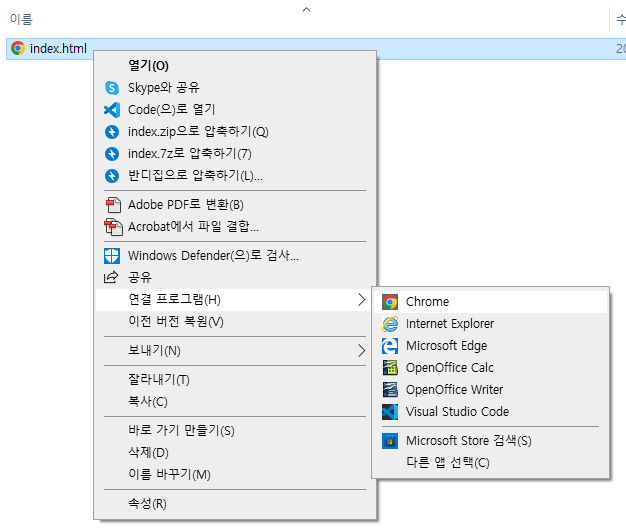 이름
수
index.html
20
열기(O)
Skype와 공유
Code(으)로 열기
index.zip으로 압축하기(Q)
index.7z로 압축하기(7)
반디집으로 압축하기(L)...
Adobe PDF로 변환(B)
Acrobat에서 파일 결합...
Windows Defender(으)로 검사...
공유
연결 프로그램(H)
이전 버전 복원(V)
보내기(N)
잘라내기(T)
복사(C)
바로 가기 만들기(S)
삭제(D)
이름 바꾸기(M)
속성(R)
Chrome
Internet Explorer
Microsoft Edge
OpenOffice Calc
OpenOffice Writer
Visual Studio Code
Microsoft Store 검색(S)
다른 앱 선택(C)